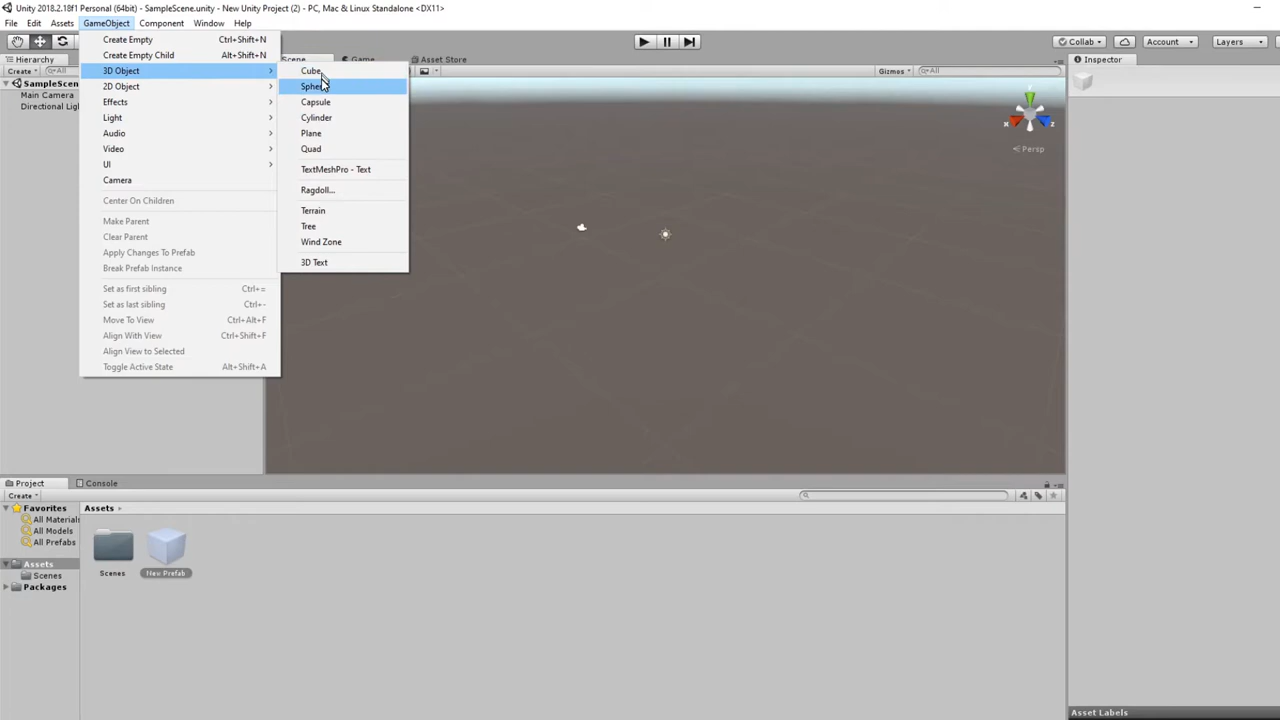 Unity 2018.2.18f1 Personal (64bit) - SampleScene.unity - New Unity Project (2) - PC, Mac & Linux Standalone <DX11>
File Edit Assets GameObject Component Window Help
Collab Account Layers
Hierarchy
Create All
SampleScen
Main Camera
Directional Ligh
Create Empty Ctrl+Shift+N
Create Empty Child Alt+Shift+N
3D Object
2D Object
Effects
Light
Audio
Video
UI
Camera
Center On Children
Make Parent
Clear Parent
Apply Changes To Prefab
Break Prefab Instance
Set as first sibling Ctrl+=
Set as last sibling Ctrl+-
Move To View Ctrl+Alt+F
Align With View Ctrl+Shift+F
Align View to Selected
Toggle Active State Alt+Shift+A
Cube
Sphe
Capsule
Cylinder
Plane
Quad
TextMeshPro - Text
Ragdoll...
Terrain
Tree
Wind Zone
3D Text
Scene Game Asset Store
Gizmos All
x z
Persp
Inspector
Project Console
Create
Favorites
All Materials
All Models
All Prefabs
Assets
Scenes
Packages
Assets
Scenes New Prefab
Asset Labels